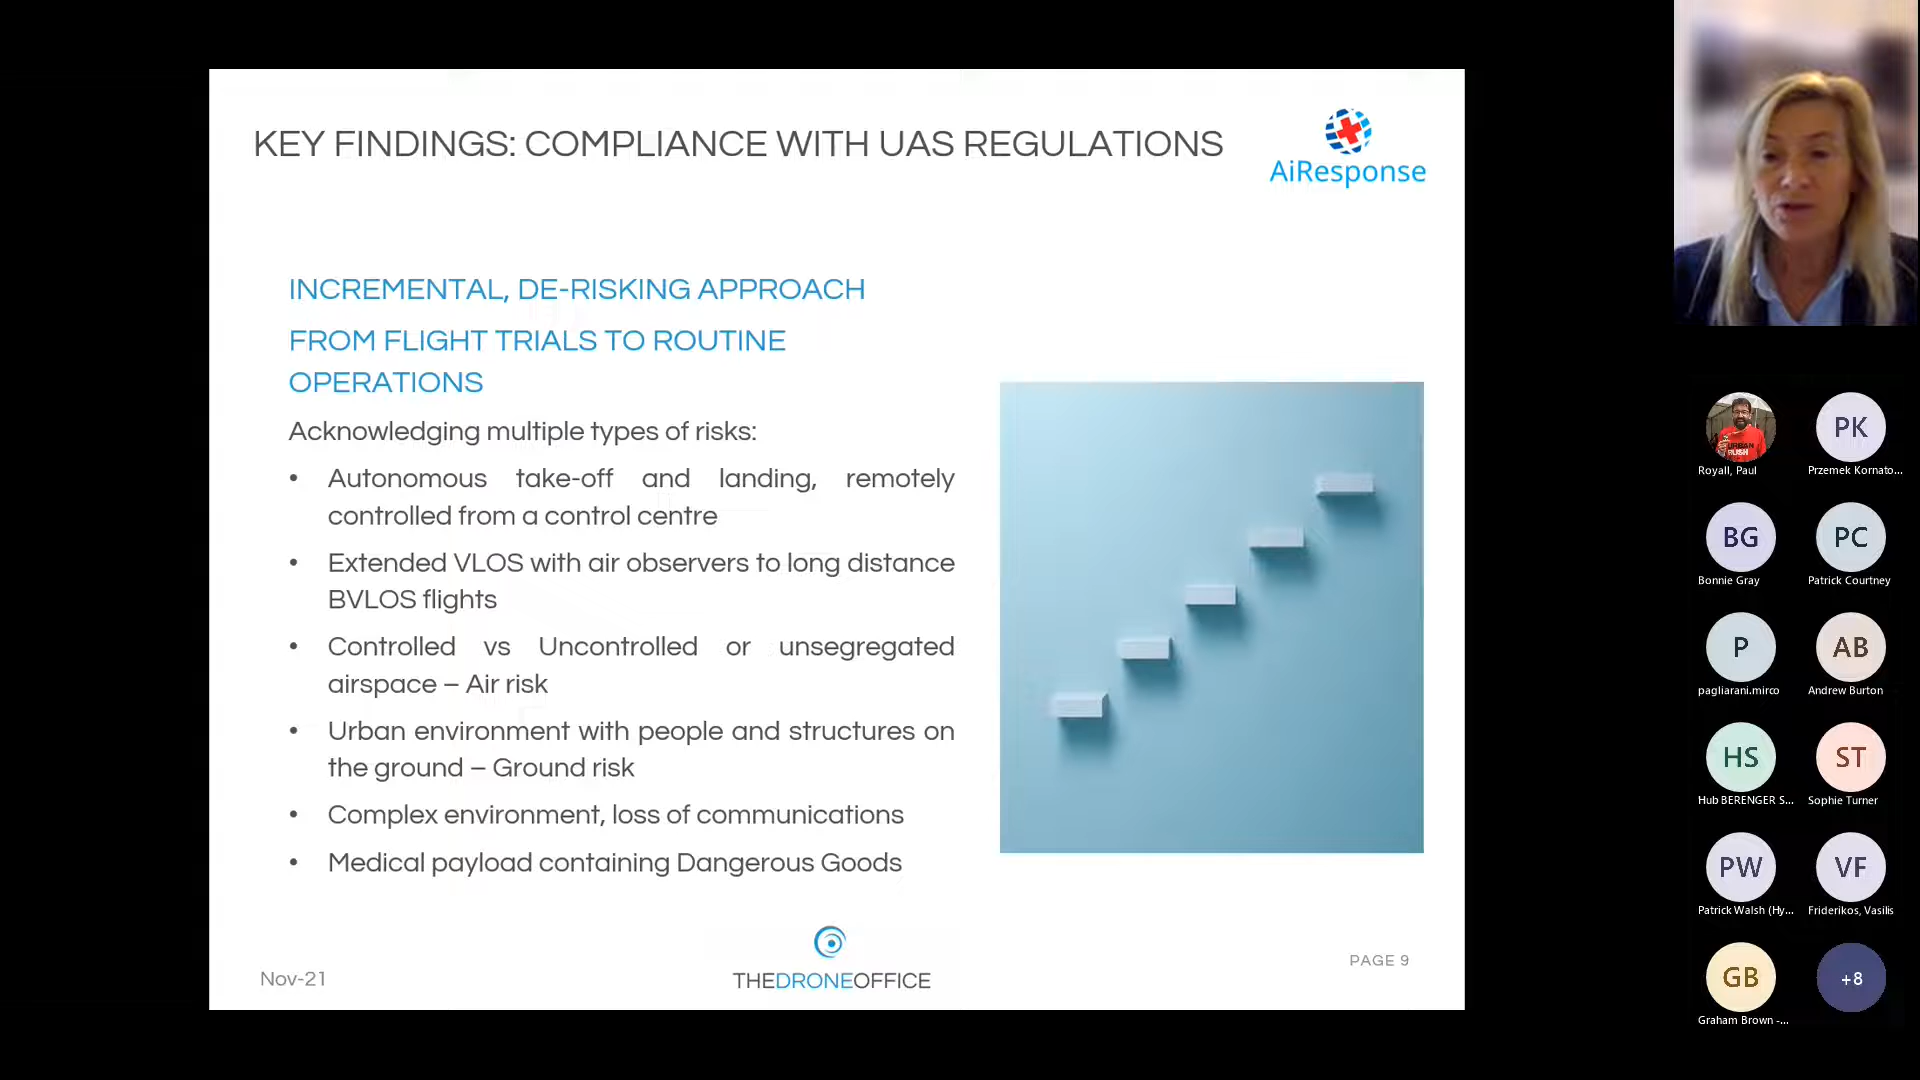 KEY FINDINGS: COMPLIANCE WITH UAS REGULATIONS
AiResponse
INCREMENTAL, DE-RISKING APPROACH
FROM FLIGHT TRIALS TO ROUTINE
OPERATIONS
Acknowledging multiple types of risks:
• Autonomous take-off and landing, remotely
controlled from a control centre
• Extended VLOS with air observers to long distance
BVLOS flights
• Controlled vs Uncontrolled or unsegregated
airspace – Air risk
• Urban environment with people and structures on
the ground – Ground risk
• Complex environment, loss of communications
• Medical payload containing Dangerous Goods
Nov-21
THEDRONEOFFICE
PAGE 9
URBAN
RUSH
Royall, Paul
PK
Przemek Kornato...
BG
Bonnie Gray
PC
Patrick Courtney
P
pagliarani.mirco
AB
Andrew Burton
HS
Hub BERENGER S...
ST
Sophie Turner
PW
Patrick Walsh (Hy...
VF
Friderikos, Vasilis
GB
Graham Brown -...
+8